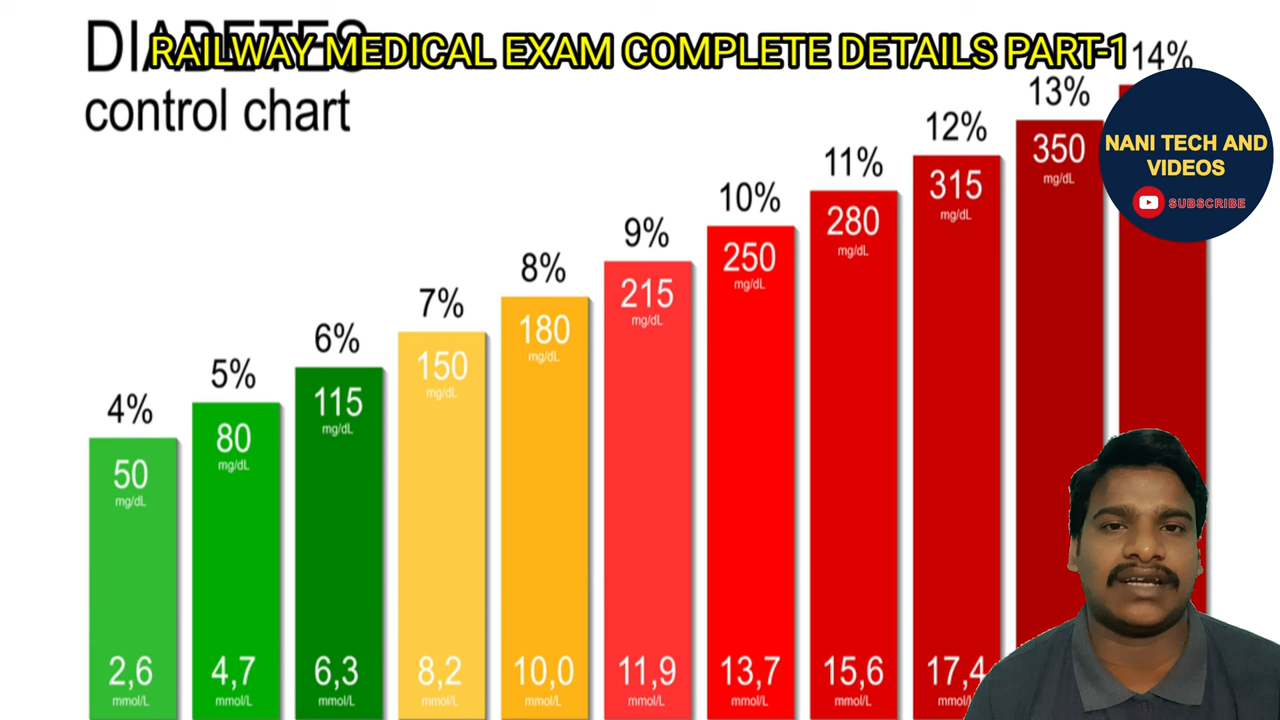 DIABETES
RAILWAY MEDICAL EXAM COMPLETE DETAILS PART-1
control chart
NANI TECH AND
VIDEOS
SUBSCRIBE
4%
50
mg/dL
2,6
mmol/L
5%
80
mg/dL
4,7
mmol/L
6%
115
mg/dL
6,3
mmol/L
7%
150
mg/dL
8,2
mmol/L
8%
180
mg/dL
10,0
mmol/L
9%
215
mg/dL
11,9
mmol/L
10%
250
mg/dL
13,7
mmol/L
11%
280
mg/dL
15,6
mmol/L
12%
315
mg/dL
17,4
mmol/L
13%
350
mg/dL
14%